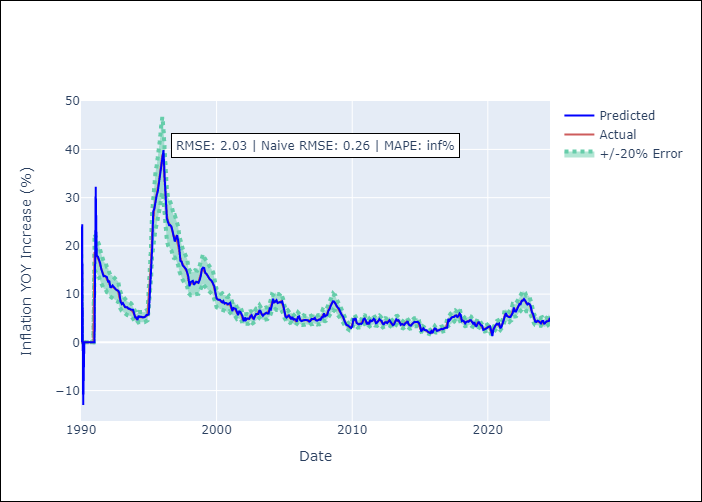 50
40
30
20
10
0
−10
1990
2000
2010
2020
Date
Inflation YOY Increase (%)
RMSE: 2.03 | Naive RMSE: 0.26 | MAPE: inf%
Predicted
Actual
+/-20% Error